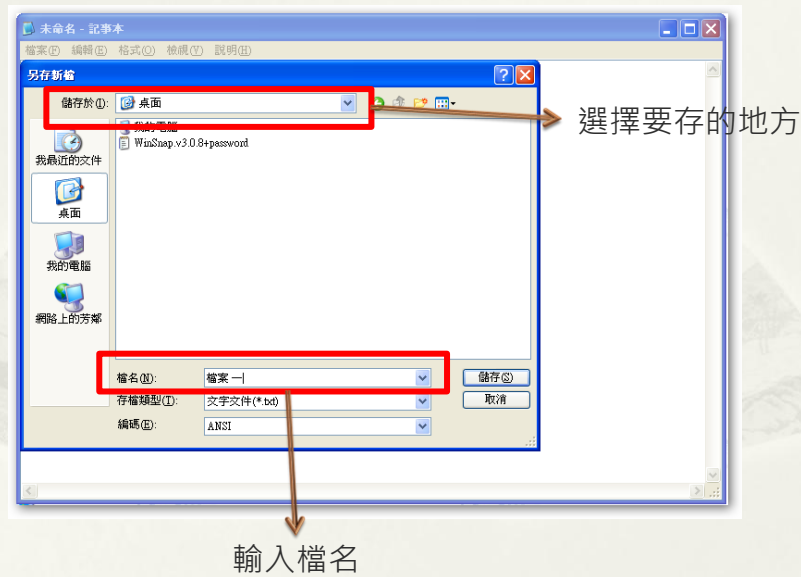 未命名 - 記事本
檔案(F) 編輯(E) 格式(O) 檢視(V) 說明(H)
另存新檔
儲存於(I): 桌面
選擇要存的地方
我的電腦
WinSnap.v3.0.8+password
我最近的文件
桌面
我的電腦
網路上的芳鄰
檔名(N): 檔案 一
儲存(S)
存檔類型(T): 文字文件(*.txt)
取消
編碼(E): ANSI
輸入檔名